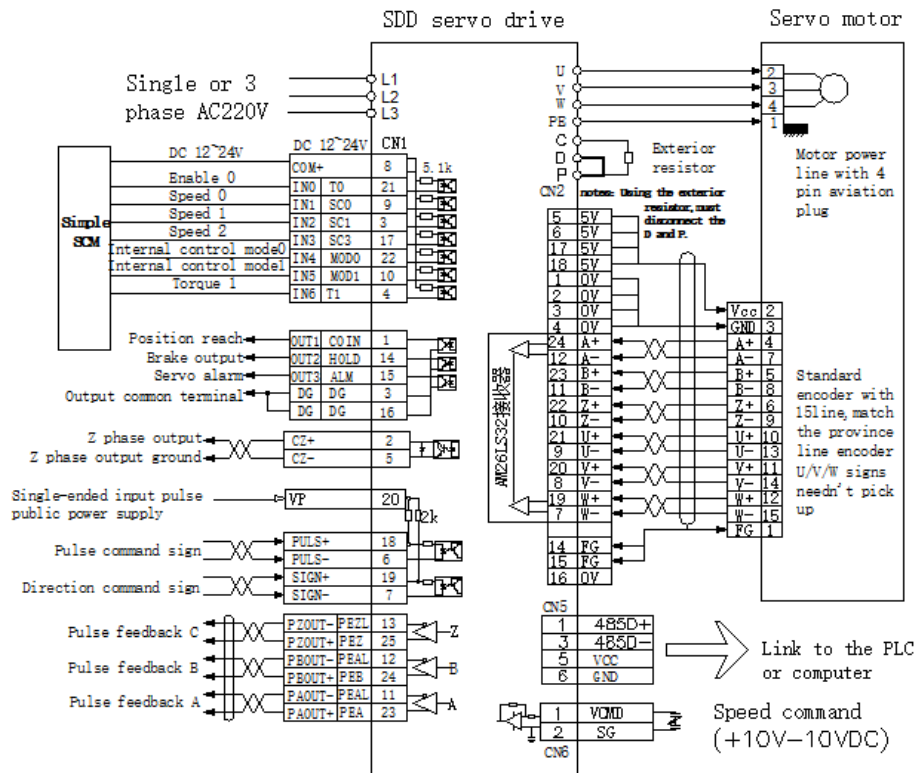 SDD servo drive
Servo motor
Single or 3
phase AC220V
L1
L2
L3
U
V
W
PE
C
D
P
2
3
4
1
Exterior
resistor
Motor power
line with 4
pin aviation
plug
notes: Using the exterior
resistor, must
disconnect the
D and P.
DC 12~24V CN1
Simple
SCM
DC 12~24V COM+ 8 5.1k
Enable 0 IN0 T0 21
Speed 0 IN1 SC0 9
Speed 1 IN2 SC1 3
Speed 2 IN3 SC3 17
Internal control mode0 IN4 MOD0 22
Internal control mode1 IN5 MOD1 10
Torque 1 IN6 T1 4
Position reach OUT1 COIN 1
Brake output OUT2 HOLD 14
Servo alarm OUT3 ALM 15
Output common terminal DG DG 3
DG DG 16
Z phase output CZ+ 2
Z phase output ground CZ- 5
Single-ended input pulse
public power supply
VP 20
2k
Pulse command sign
PULS+ 18
PULS- 6
Direction command sign
SIGN+ 19
SIGN- 7
Pulse feedback C
PZOUT- PEZL 13
PZOUT+ PEZ 25
Z
Pulse feedback B
PBOUT- PEAL 12
PBOUT+ PEB 24
B
Pulse feedback A
PAOUT- PEAL 11
PAOUT+ PEA 23
A
CN2
5 5V
6 5V
17 5V
18 5V
1 0V
2 0V
3 0V
4 0V
24 A+
12 A-
23 B+
11 B-
22 Z+
10 Z-
21 U+
9 U-
20 V+
8 V-
19 W+
7 W-
14 FG
15 FG
16 0V
AM26LS32接收器
Vcc 2
GND 3
A+ 4
A- 7
B+ 5
B- 8
Z+ 6
Z- 9
U+ 10
U- 13
V+ 11
V- 14
W+ 12
W- 15
FG 1
Standard
encoder with
15line, match
the province
line encoder
U/V/W signs
needn't pick
up
CN5
1 485D+
3 485D-
5 VCC
6 GND
Link to the PLC
or computer
1 VCMD
2 SG
CN6
Speed command
(+10V-10VDC)